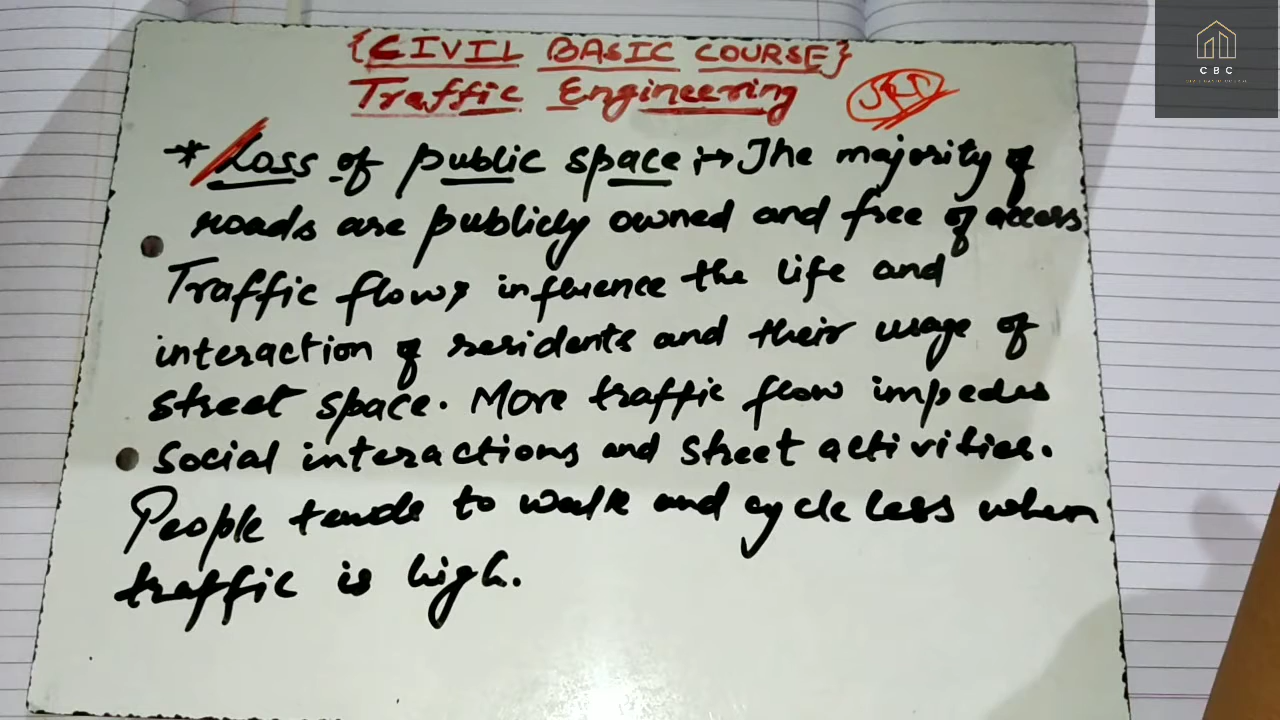 {CIVIL BASIC COURSE}
Traffic Engineering
* Loss of public space :→ The majority of
roads are publicly owned and free of access
Traffic flows influence the life and
interaction of residents and their usage of
street space. More traffic flow impedes
social interactions and street activities.
People tends to walk and cycle less when
traffic is high.
CBC